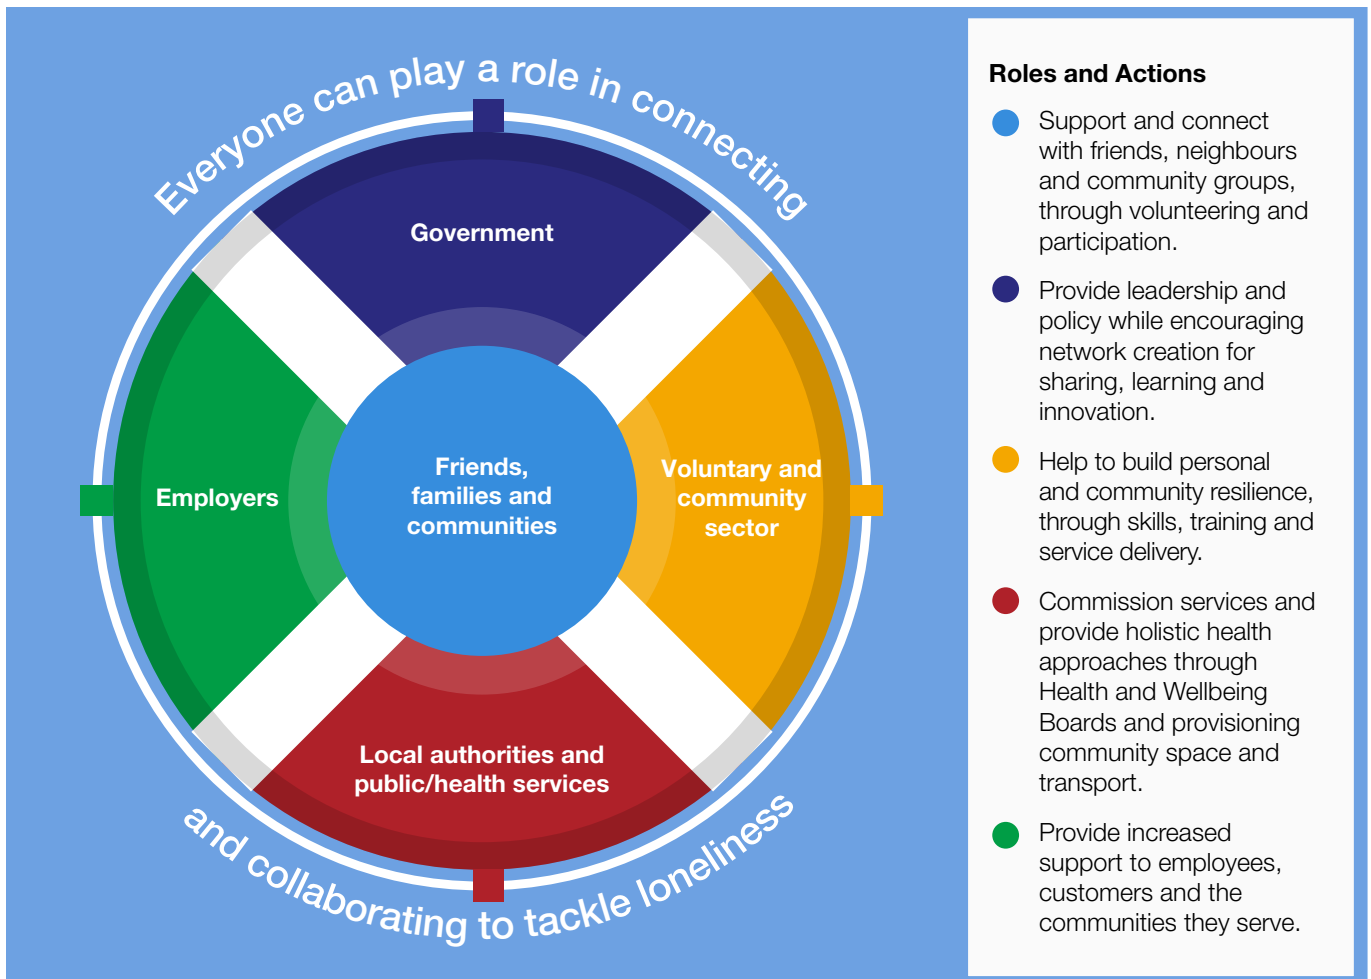 Everyone can play a role in connecting
Government
Employers
Friends,
families and
communities
Voluntary and
community
sector
Local authorities and
public/health services
and collaborating to tackle loneliness
Roles and Actions
Support and connect
with friends, neighbours
and community groups,
through volunteering and
participation.
Provide leadership and
policy while encouraging
network creation for
sharing, learning and
innovation.
Help to build personal
and community resilience,
through skills, training and
service delivery.
Commission services and
provide holistic health
approaches through
Health and Wellbeing
Boards and provisioning
community space and
transport.
Provide increased
support to employees,
customers and the
communities they serve.